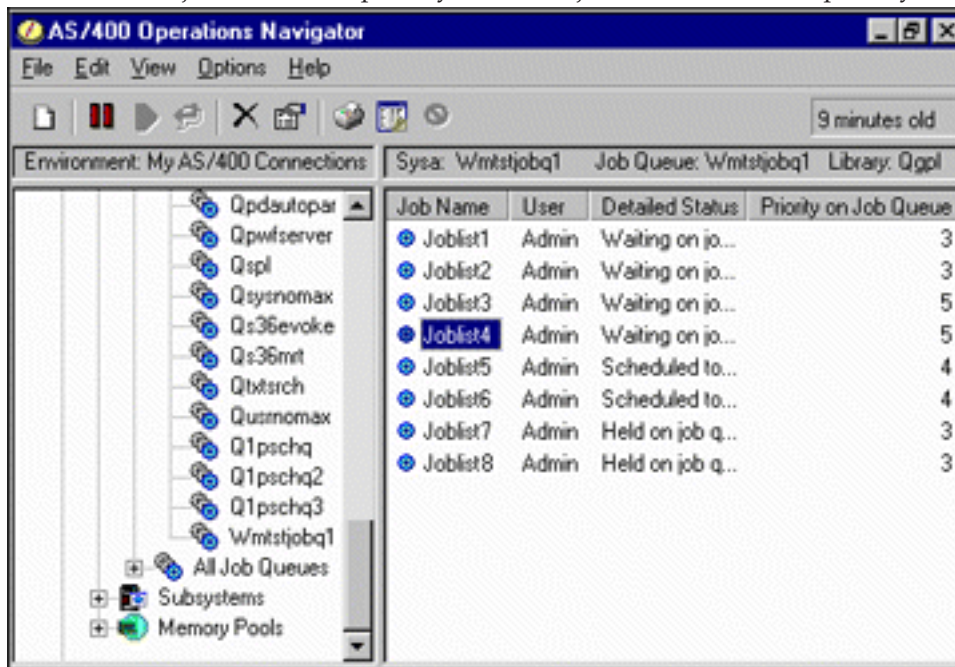 AS/400 Operations Navigator
File Edit View Options Help
9 minutes old
Environment: My AS/400 Connections
Sysa: Wmtstjobq1 Job Queue: Wmtstjobq1 Library: Qgpl
Qpdautopar
Qpwfserver
Qspl
Qsysnomax
Qs36evoke
Qs36mrt
Qtxtsrch
Qusrnomax
Q1pschq
Q1pschq2
Q1pschq3
Wmtstjobq1
All Job Queues
Subsystems
Memory Pools
Job Name User Detailed Status Priority on Job Queue
Joblist1 Admin Waiting on jo... 3
Joblist2 Admin Waiting on jo... 3
Joblist3 Admin Waiting on jo... 5
Joblist4 Admin Waiting on jo... 5
Joblist5 Admin Scheduled to... 4
Joblist6 Admin Scheduled to... 4
Joblist7 Admin Held on job q... 3
Joblist8 Admin Held on job q... 3